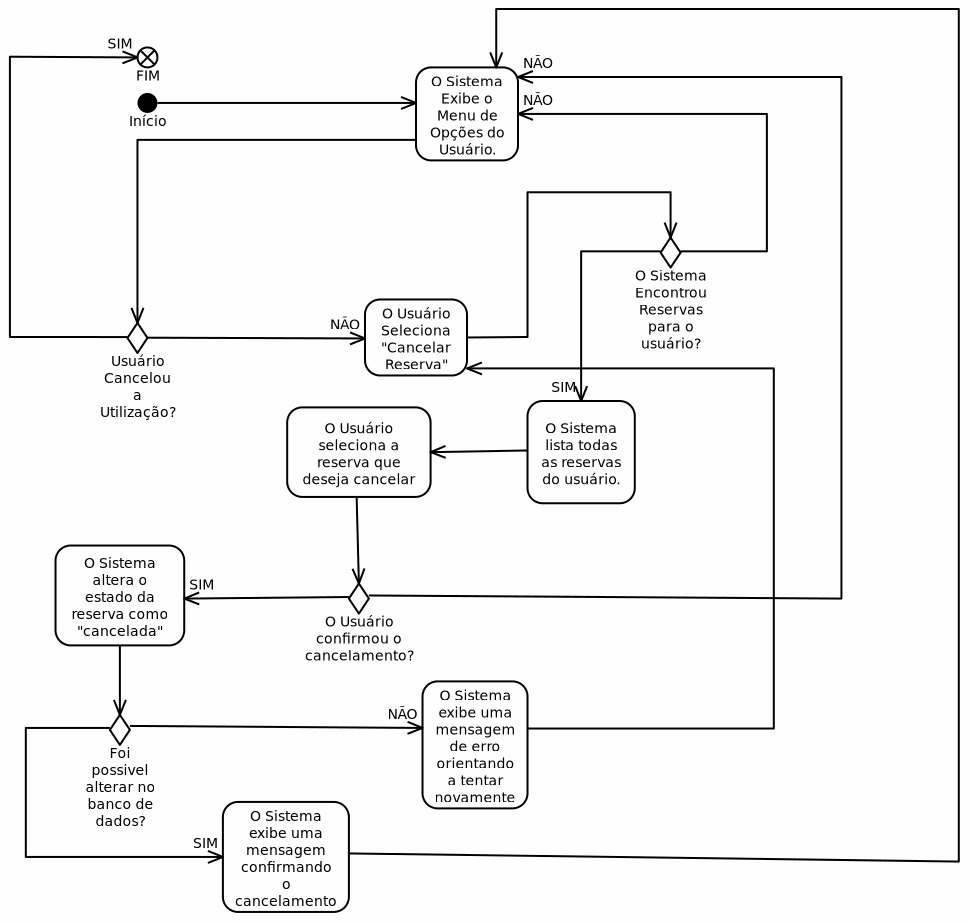 SIM
FIM
Início
O Sistema
Exibe o
Menu de
Opções do
Usuário.
NÃO
NÃO
O Sistema
Encontrou
Reservas
para o
usuário?
NÃO
O Usuário
Seleciona
"Cancelar
Reserva"
Usuário
Cancelou
a
Utilização?
SIM
O Sistema
lista todas
as reservas
do usuário.
O Usuário
seleciona a
reserva que
deseja cancelar
O Sistema
altera o
estado da
reserva como
"cancelada"
SIM
O Usuário
confirmou o
cancelamento?
NÃO
O Sistema
exibe uma
mensagem
de erro
orientando
a tentar
novamente
Foi
possivel
alterar no
banco de
dados?
SIM
O Sistema
exibe uma
mensagem
confirmando
o
cancelamento